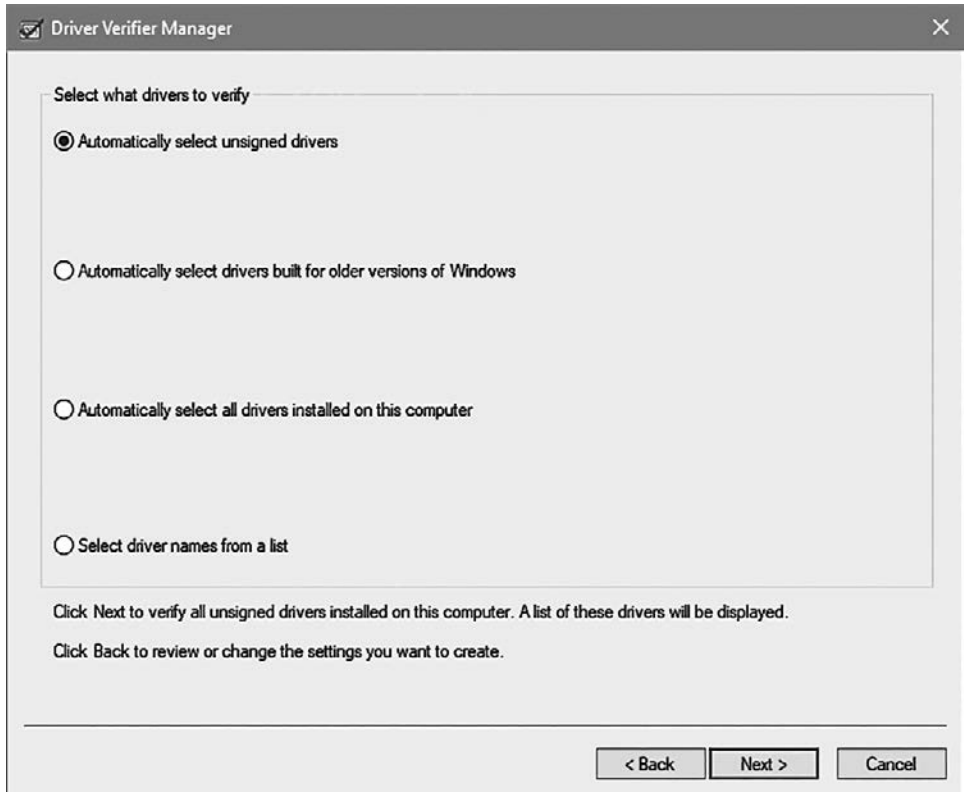 Driver Verifier Manager
Select what drivers to verify
Automatically select unsigned drivers
Automatically select drivers built for older versions of Windows
Automatically select all drivers installed on this computer
Select driver names from a list
Click Next to verify all unsigned drivers installed on this computer. A list of these drivers will be displayed.
Click Back to review or change the settings you want to create.
< Back Next > Cancel